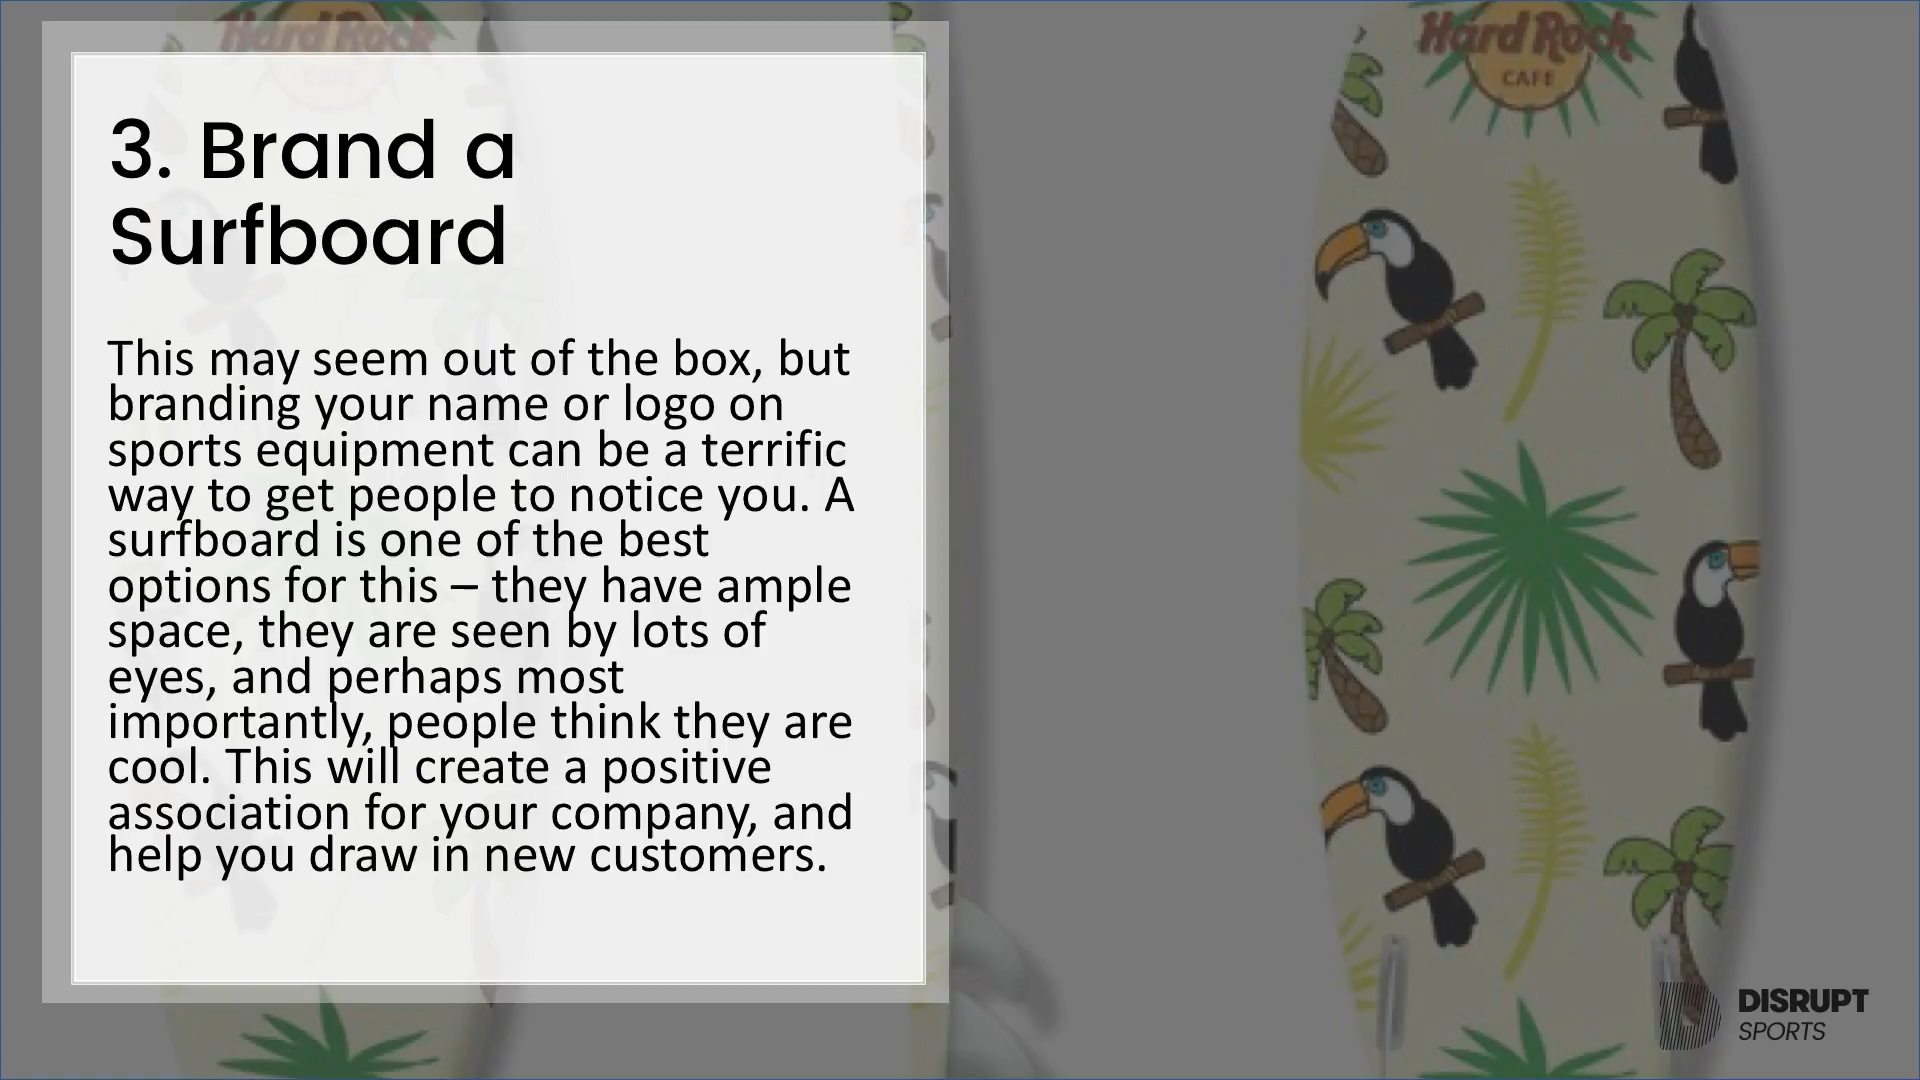 Hard Rock
Hard Rock
CAFE
CAFE
3. Brand a
Surfboard
This may seem out of the box, but
branding your name or logo on
sports equipment can be a terrific
way to get people to notice you. A
surfboard is one of the best
options for this – they have ample
space, they are seen by lots of
eyes, and perhaps most
importantly, people think they are
cool. This will create a positive
association for your company, and
help you draw in new customers.
DISRUPT
SPORTS